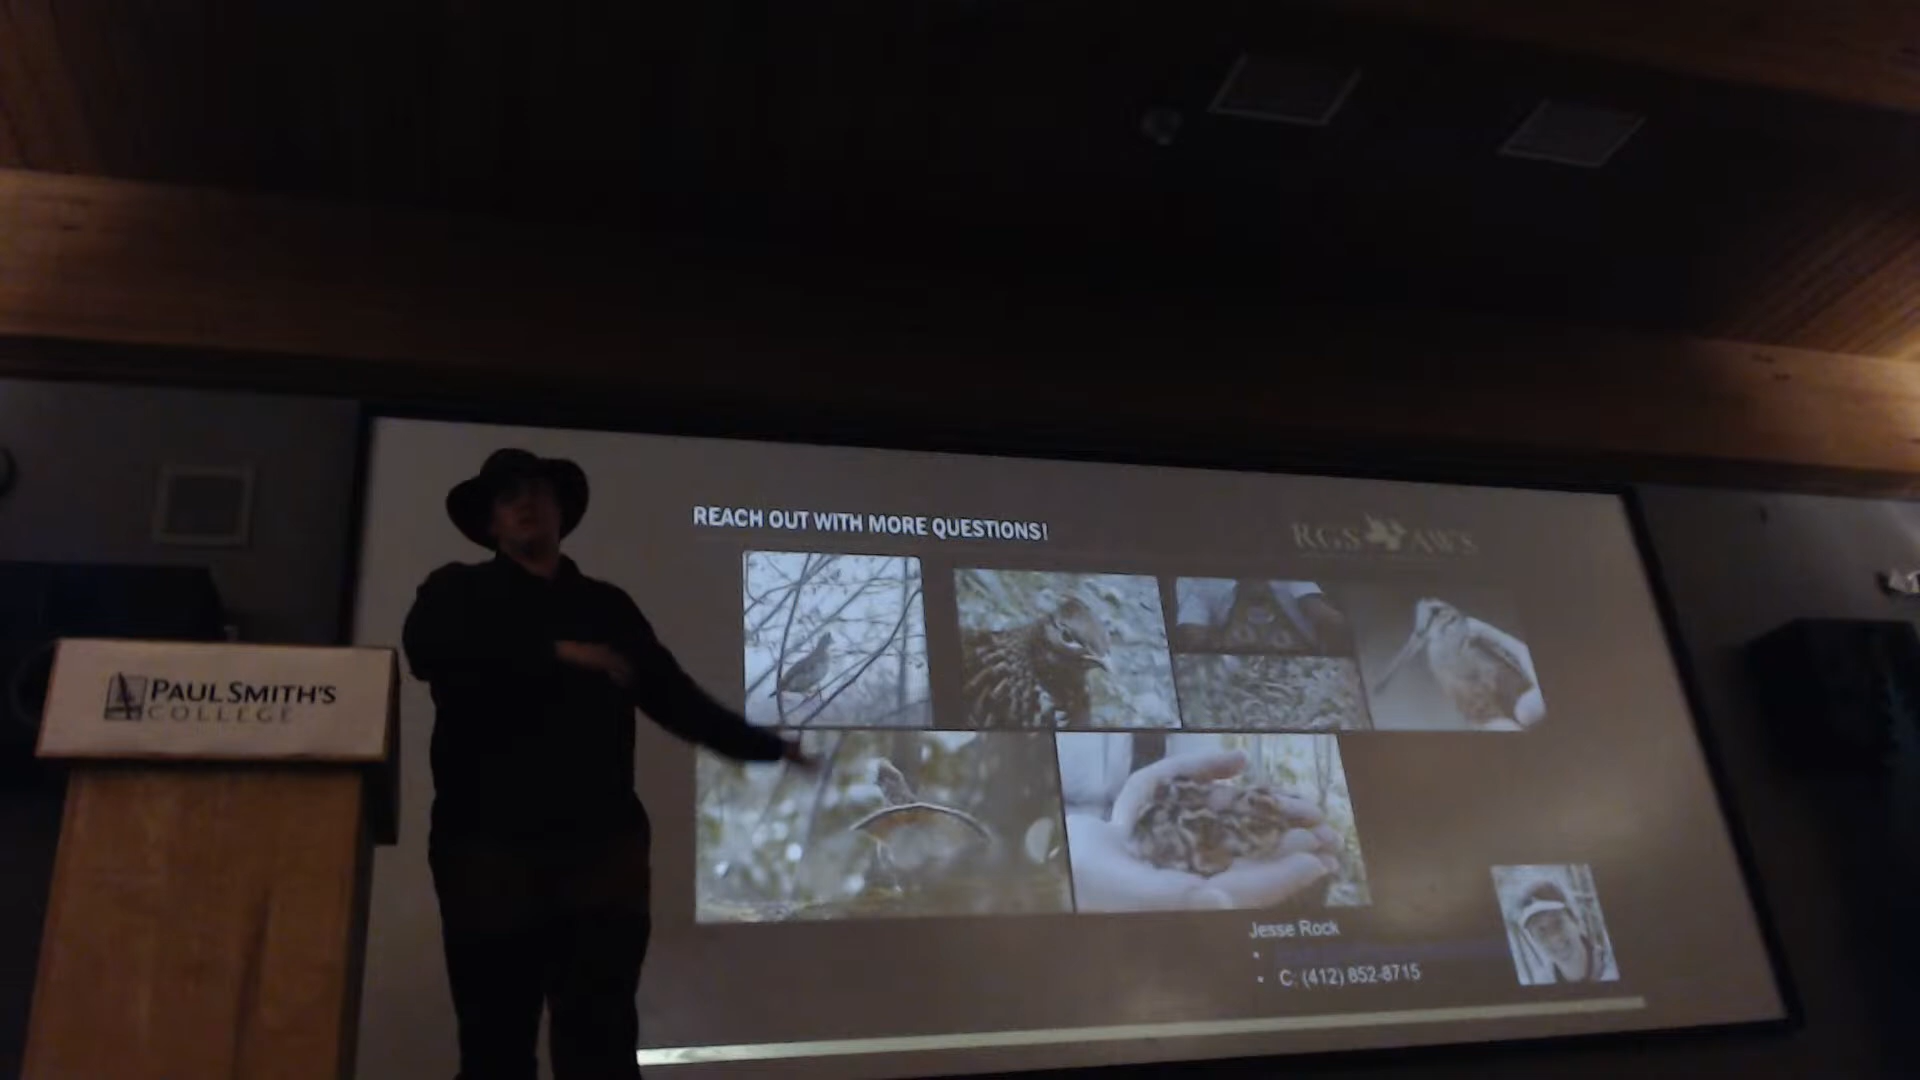 REACH OUT WITH MORE QUESTIONS!
RGS AWS
PAUL SMITH'S
COLLEGE
Jesse Rock
• C: (412) 852-8715